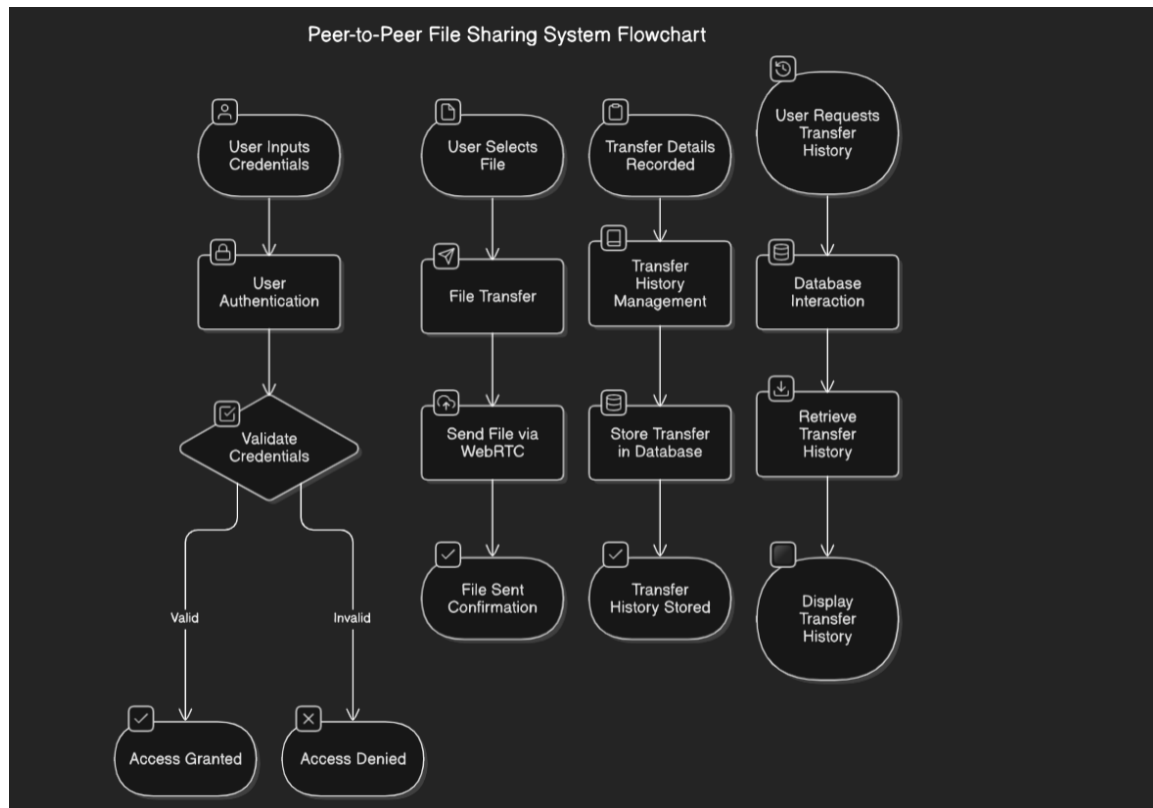 Peer-to-Peer File Sharing System Flowchart
User Inputs
Credentials
User
Authentication
Validate
Credentials
Valid
Invalid
Access Granted
Access Denied
User Selects
File
File Transfer
Send File via
WebRTC
File Sent
Confirmation
Transfer Details
Recorded
Transfer
History
Management
Store Transfer
in Database
Transfer
History Stored
User Requests
Transfer
History
Database
Interaction
Retrieve
Transfer
History
Display
Transfer
History